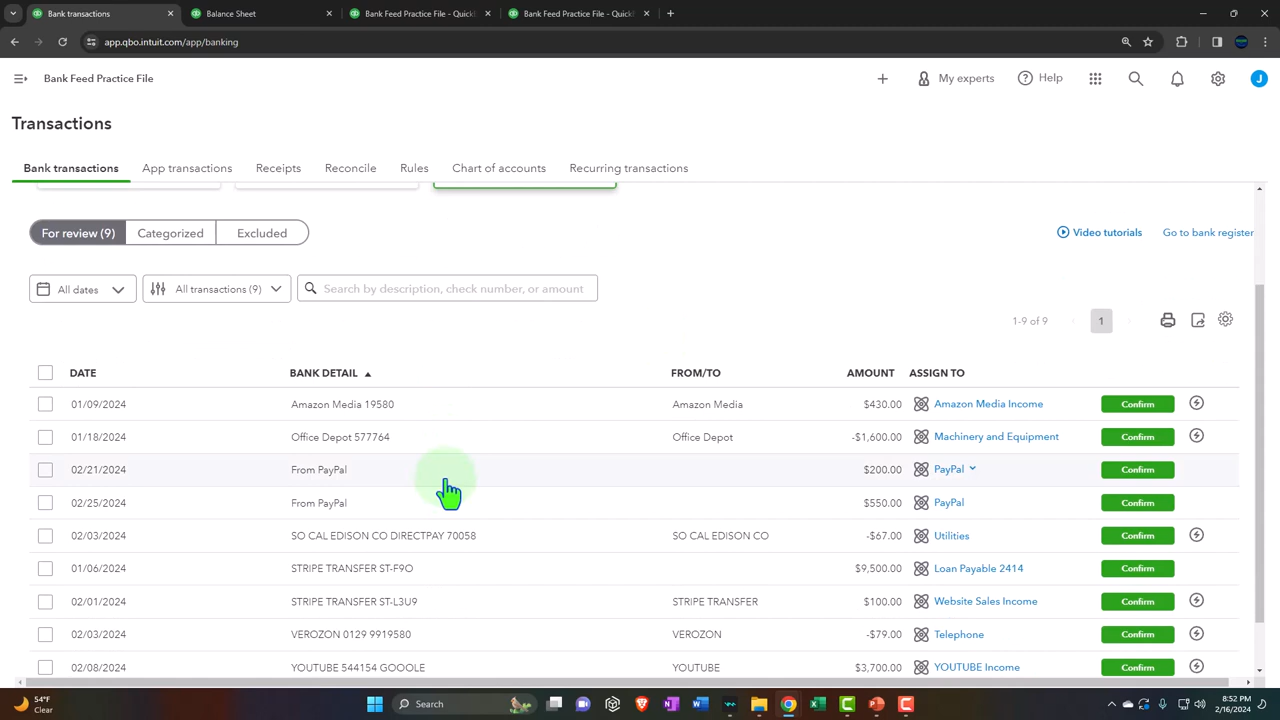 Bank transactions
Balance Sheet
Bank Feed Practice File - QuickB
Bank Feed Practice File - QuickB
app.qbo.intuit.com/app/banking
Bank Feed Practice File
My experts
Help
J
Transactions
Bank transactions App transactions Receipts Reconcile Rules Chart of accounts Recurring transactions
For review (9) Categorized Excluded
Video tutorials Go to bank register
All dates All transactions (9) Search by description, check number, or amount
1-9 of 9 1
DATE BANK DETAIL FROM/TO AMOUNT ASSIGN TO
01/09/2024 Amazon Media 19580 Amazon Media $430.00 Amazon Media Income Confirm
01/18/2024 Office Depot 577764 Office Depot -$1,600.00 Machinery and Equipment Confirm
02/21/2024 From PayPal $200.00 PayPal Confirm
02/25/2024 From PayPal $550.00 PayPal Confirm
02/03/2024 SO CAL EDISON CO DIRECTPAY 70058 SO CAL EDISON CO -$67.00 Utilities Confirm
01/06/2024 STRIPE TRANSFER ST-F9O $9,500.00 Loan Payable 2414 Confirm
02/01/2024 STRIPE TRANSFER ST-L3U9 STRIPE TRANSFER $100.00 Website Sales Income Confirm
02/03/2024 VEROZON 0129 9919580 VEROZON -$79.00 Telephone Confirm
02/08/2024 YOUTUBE 544154 GOOOLE YOUTUBE $3,700.00 YOUTUBE Income Confirm
54°F
Clear
Search
8:52 PM
2/16/2024